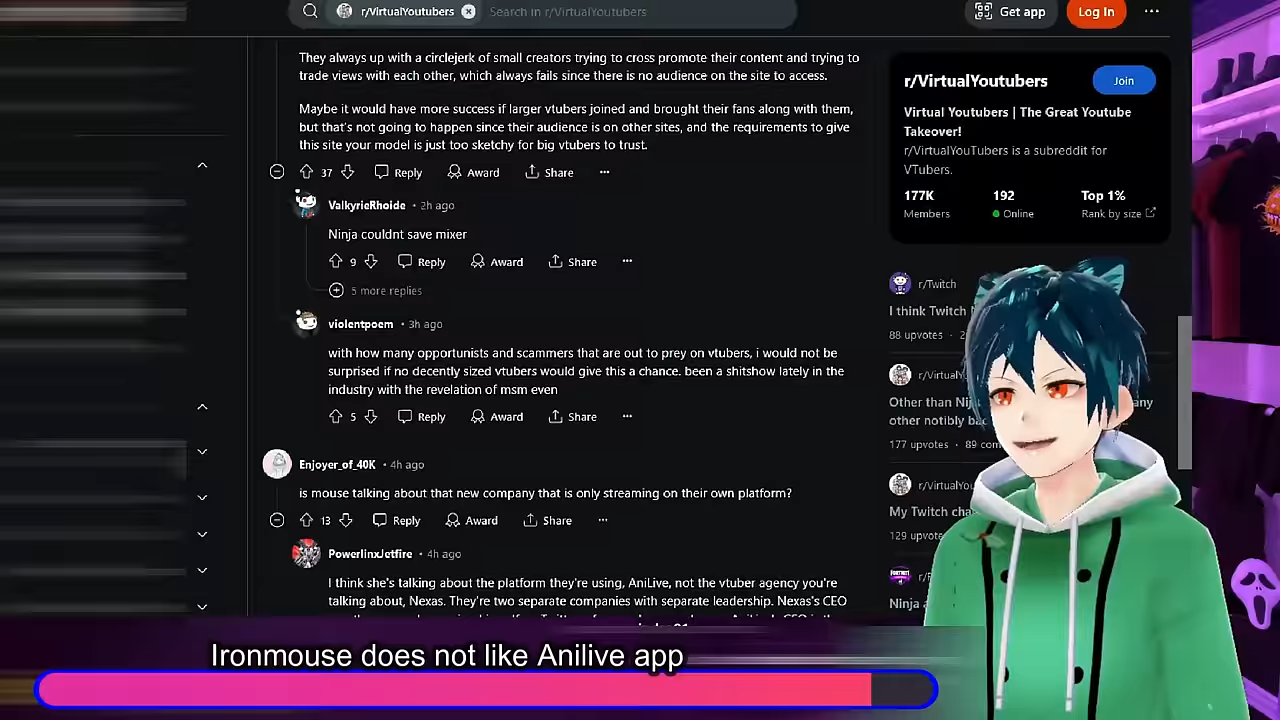 r/VirtualYoutubers
Search in r/VirtualYoutubers
Get app
Log In
They always up with a circlejerk of small creators trying to cross promote their content and trying to
trade views with each other, which always fails since there is no audience on the site to access.
Maybe it would have more success if larger vtubers joined and brought their fans along with them,
but that's not going to happen since their audience is on other sites, and the requirements to give
this site your model is just too sketchy for big vtubers to trust.
37 Reply Award Share ...
ValkyrieRhoide • 2h ago
Ninja couldnt save mixer
9 Reply Award Share ...
5 more replies
violentpoem • 3h ago
with how many opportunists and scammers that are out to prey on vtubers, i would not be
surprised if no decently sized vtubers would give this a chance. been a shitshow lately in the
industry with the revelation of msm even
5 Reply Award Share ...
Enjoyer_of_40K • 4h ago
is mouse talking about that new company that is only streaming on their own platform?
13 Reply Award Share ...
PowerlinxJetfire • 4h ago
I think she's talking about the platform they're using, AniLive, not the vtuber agency you're
talking about, Nexas. They're two separate companies with separate leadership. Nexas's CEO
r/VirtualYoutubers
Join
Virtual Youtubers | The Great Youtube
Takeover!
r/VirtualYouTubers is a subreddit for
VTubers.
177K 192 Top 1%
Members Online Rank by size
r/Twitch
I think Twitch
88 upvotes ·
Other than
any
other notibly
177 upvotes · 89
My Twitch
129
Ninja
Ironmouse does not like Anilive app